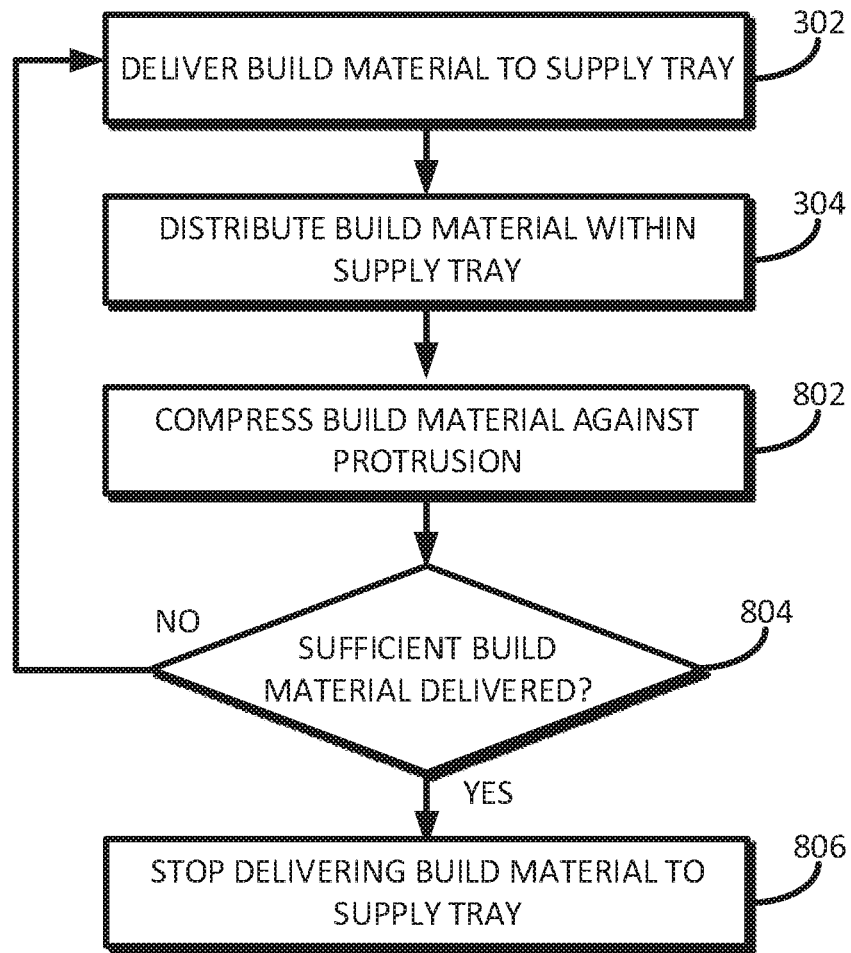 302
DELIVER BUILD MATERIAL TO SUPPLY TRAY
304
DISTRIBUTE BUILD MATERIAL WITHIN
SUPPLY TRAY
802
COMPRESS BUILD MATERIAL AGAINST
PROTRUSION
NO
804
SUFFICIENT BUILD
MATERIAL DELIVERED?
YES
806
STOP DELIVERING BUILD MATERIAL TO
SUPPLY TRAY